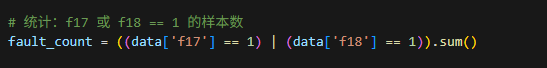 # 统计: f17 或 f18 == 1 的样本数
fault_count = ((data['f17'] == 1) | (data['f18'] == 1)).sum()